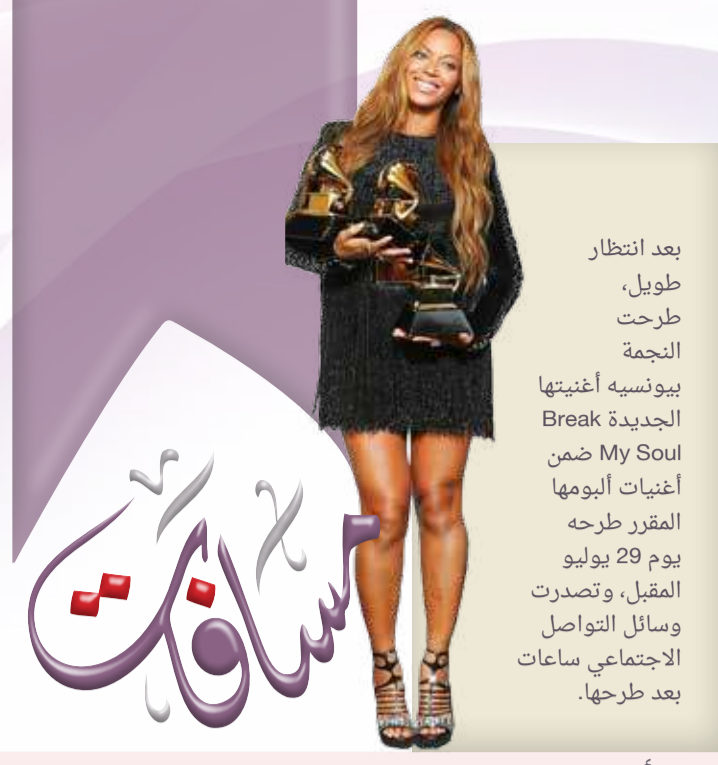 بعد انتظار
طويل،
طرحت
النجمة
بيونسيه أغنيتها
الجديدة Break
My Soul ضمن
أغنيات ألبومها
المقرر طرحه
يوم 29 يوليو
المقبل، وتصدرت
وسائل التواصل
الاجتماعي ساعات
بعد طرحها.
مسافات